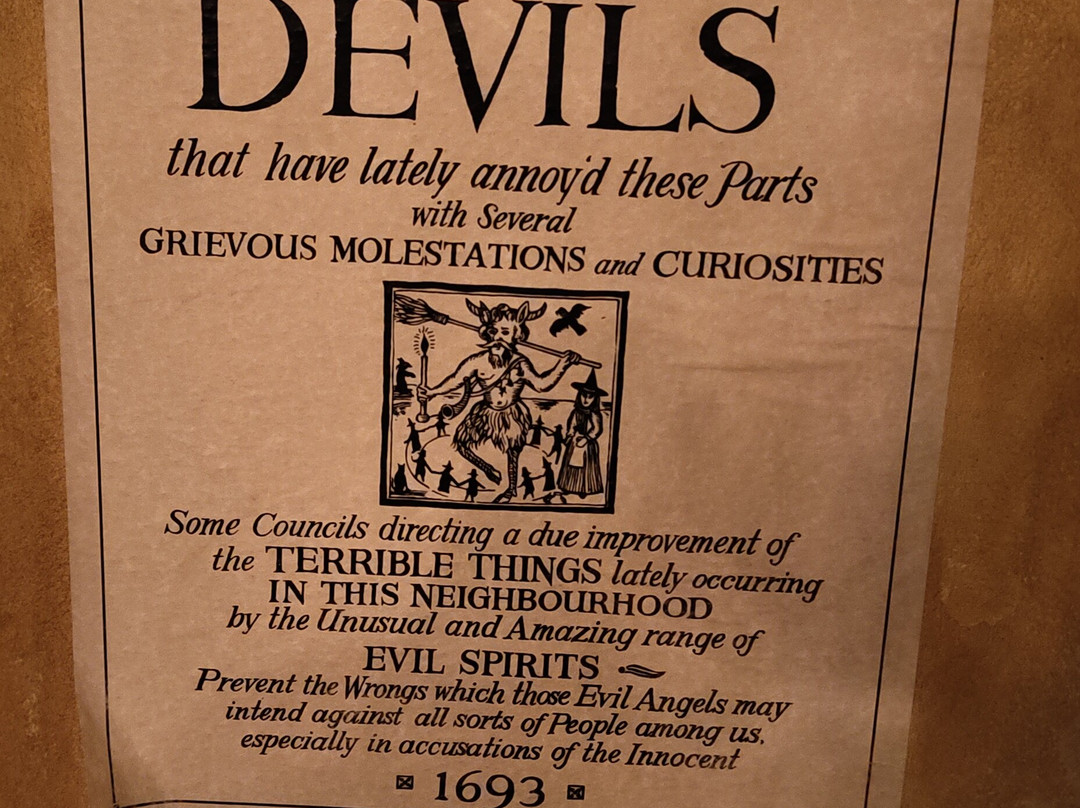 DEVILS
that have lately annoy'd these Parts
with Several
GRIEVOUS MOLESTATIONS and CURIOSITIES
Some Councils directing a due improvement of
the TERRIBLE THINGS lately occurring
IN THIS NEIGHBOURHOOD
by the Unusual and Amazing range of
EVIL SPIRITS
Prevent the Wrongs which those Evil Angels may
intend against all sorts of People among us,
especially in accusations of the Innocent
1693